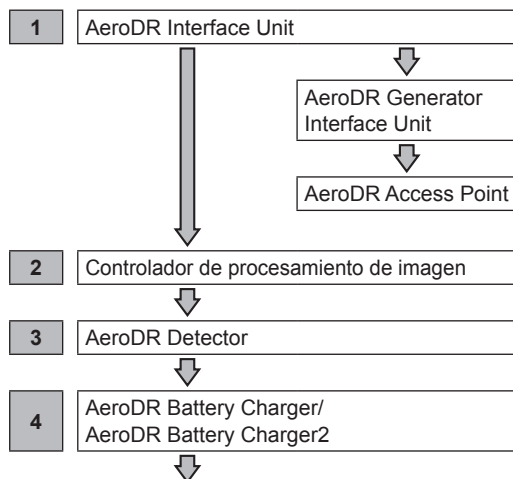 1
AeroDR Interface Unit
AeroDR Generator
Interface Unit
AeroDR Access Point
2
Controlador de procesamiento de imagen
3
AeroDR Detector
4
AeroDR Battery Charger/
AeroDR Battery Charger2